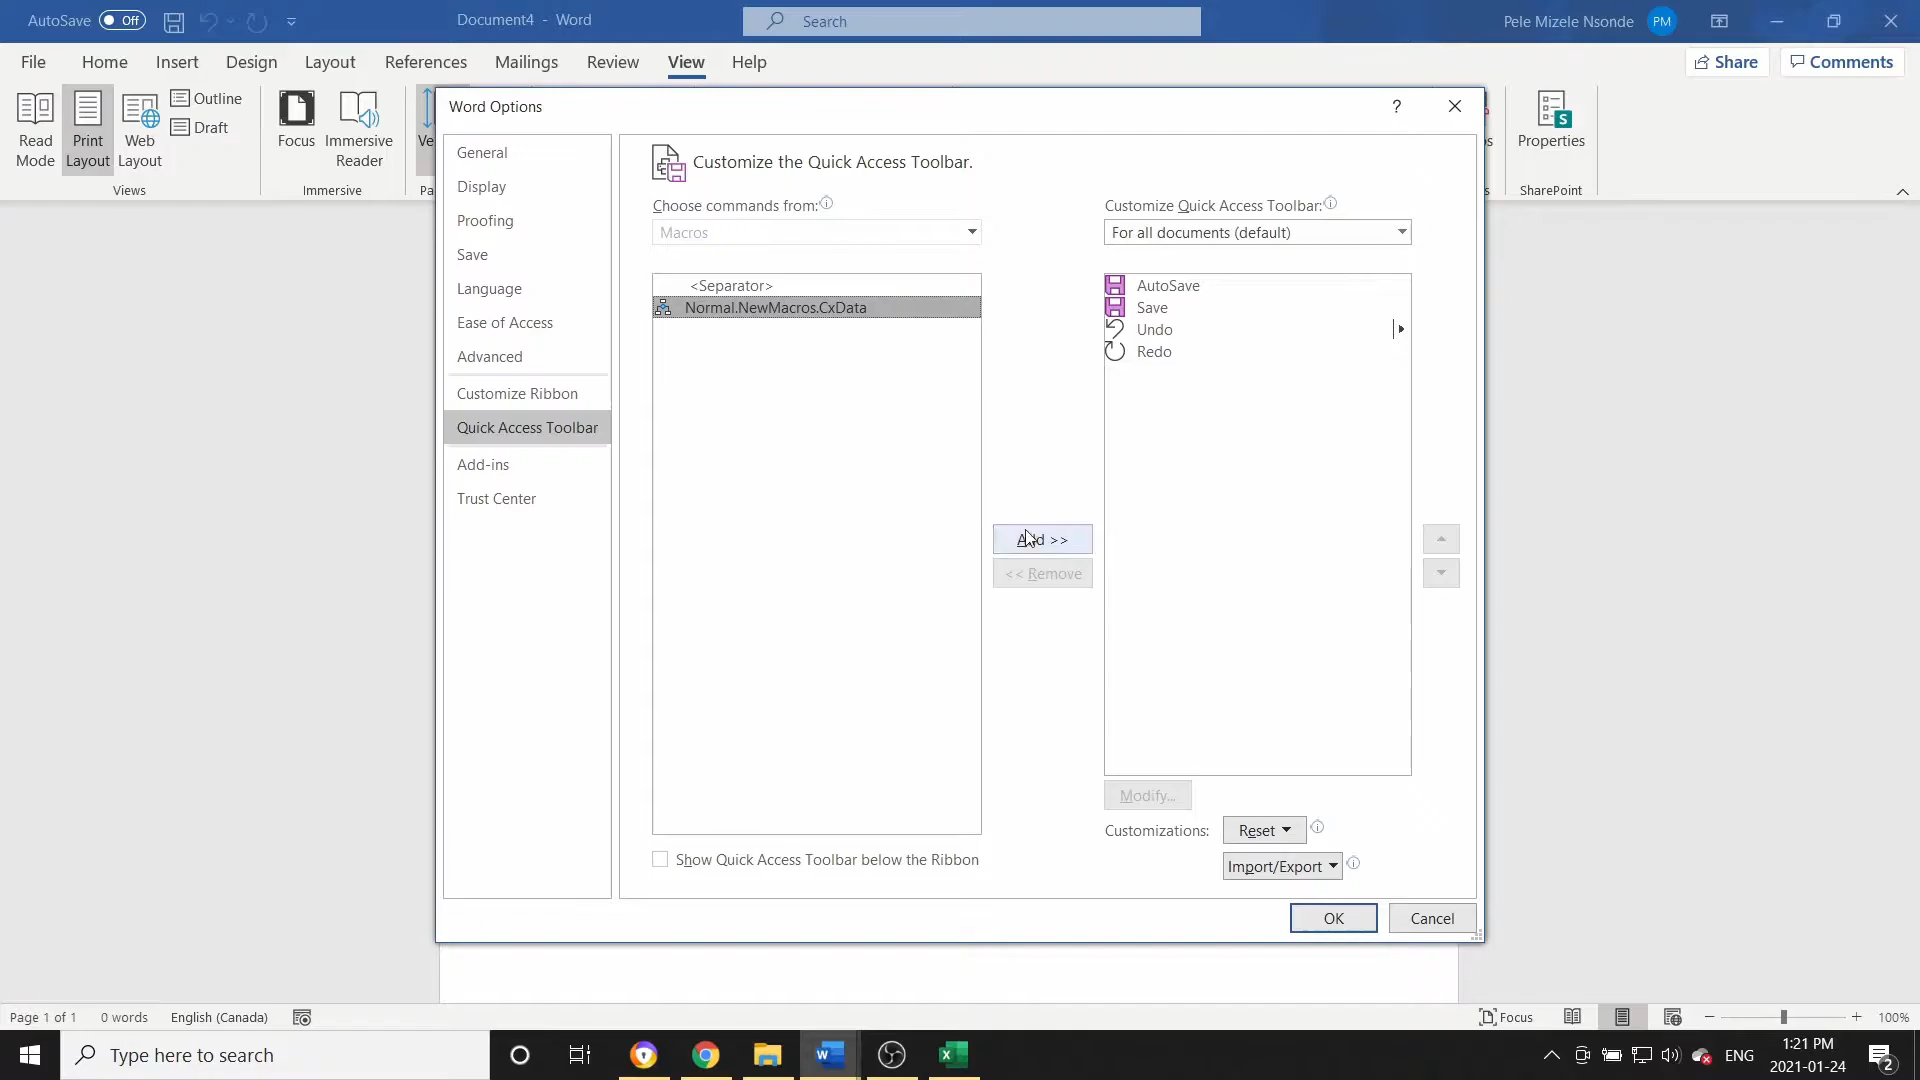 AutoSave Off
Document4 - Word
Search
Pele Mizele Nsonde PM
File Home Insert Design Layout References Mailings Review View Help
Share Comments
Read Mode
Print Layout
Web Layout
Outline
Draft
Views
Focus
Immersive Reader
Immersive
Ve
Pa
s
s
Properties
SharePoint
Word Options
?
General
Display
Proofing
Save
Language
Ease of Access
Advanced
Customize Ribbon
Quick Access Toolbar
Add-ins
Trust Center
Customize the Quick Access Toolbar.
Choose commands from:
Macros
<Separator>
Normal.NewMacros.CxData
Add >>
<< Remove
Customize Quick Access Toolbar:
For all documents (default)
AutoSave
Save
Undo
Redo
Modify...
Customizations: Reset
Import/Export
Show Quick Access Toolbar below the Ribbon
OK Cancel
Page 1 of 1 0 words English (Canada)
Focus
100%
Type here to search
ENG
1:21 PM
2021-01-24
2